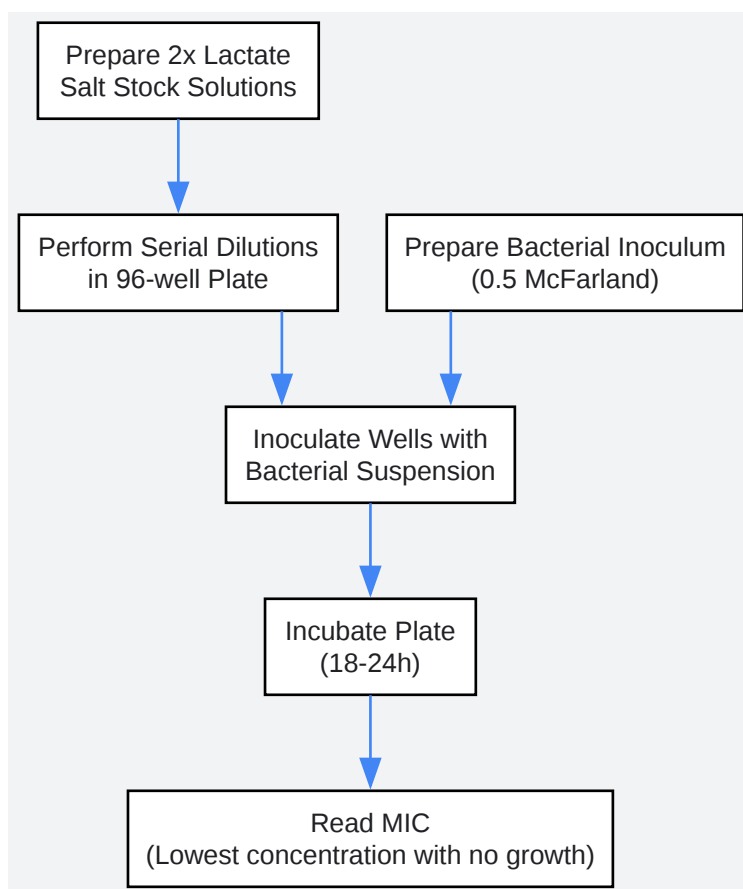 Prepare 2x Lactate
Salt Stock Solutions
Perform Serial Dilutions
in 96-well Plate
Prepare Bacterial Inoculum
(0.5 McFarland)
Inoculate Wells with
Bacterial Suspension
Incubate Plate
(18-24h)
Read MIC
(Lowest concentration with no growth)